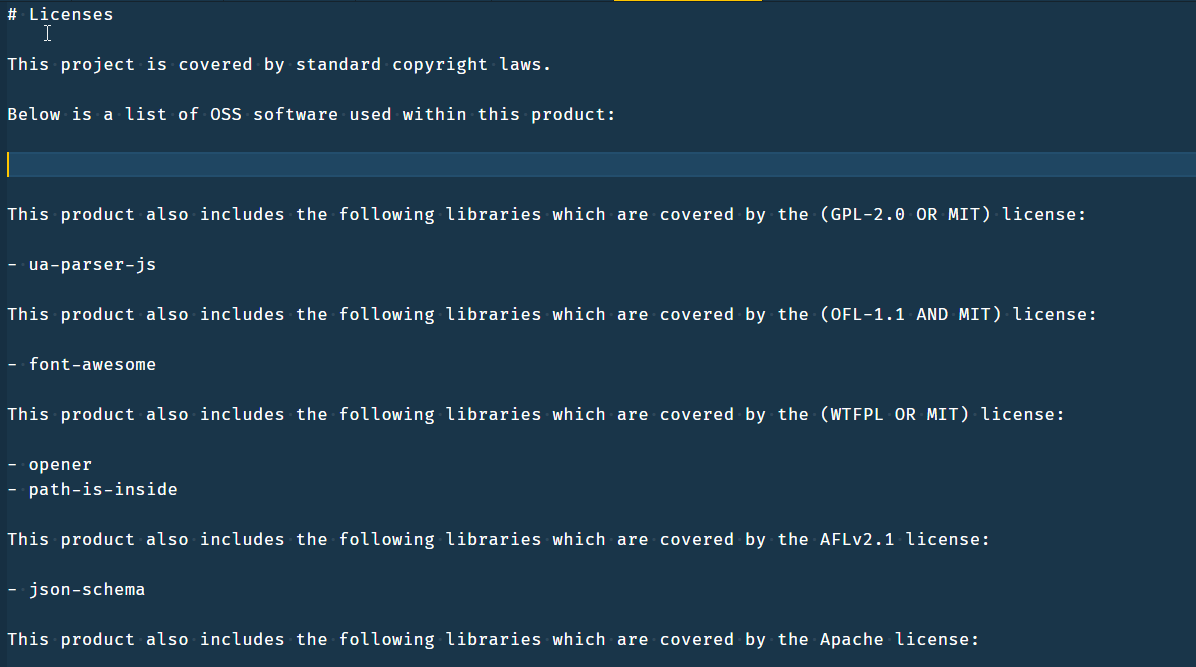 # Licenses
This project is covered by standard copyright laws.
Below is a list of OSS software used within this product:
This product also includes the following libraries which are covered by the (GPL-2.0 OR MIT) license:
- ua-parser-js
This product also includes the following libraries which are covered by the (OFL-1.1 AND MIT) license:
- font-awesome
This product also includes the following libraries which are covered by the (WTFPL OR MIT) license:
- opener
- path-is-inside
This product also includes the following libraries which are covered by the AFLv2.1 license:
- json-schema
This product also includes the following libraries which are covered by the Apache license: